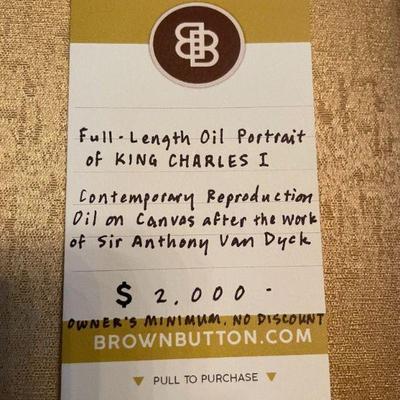 BB
Full-Length Oil Portrait
of KING CHARLES I
Contemporary Reproduction
Oil on Canvas after the work
of Sir Anthony Van Dyck
$ 2,000 -
OWNER'S MINIMUM, NO DISCOUNT
BROWNBUTTON.COM
▼ PULL TO PURCHASE ▼